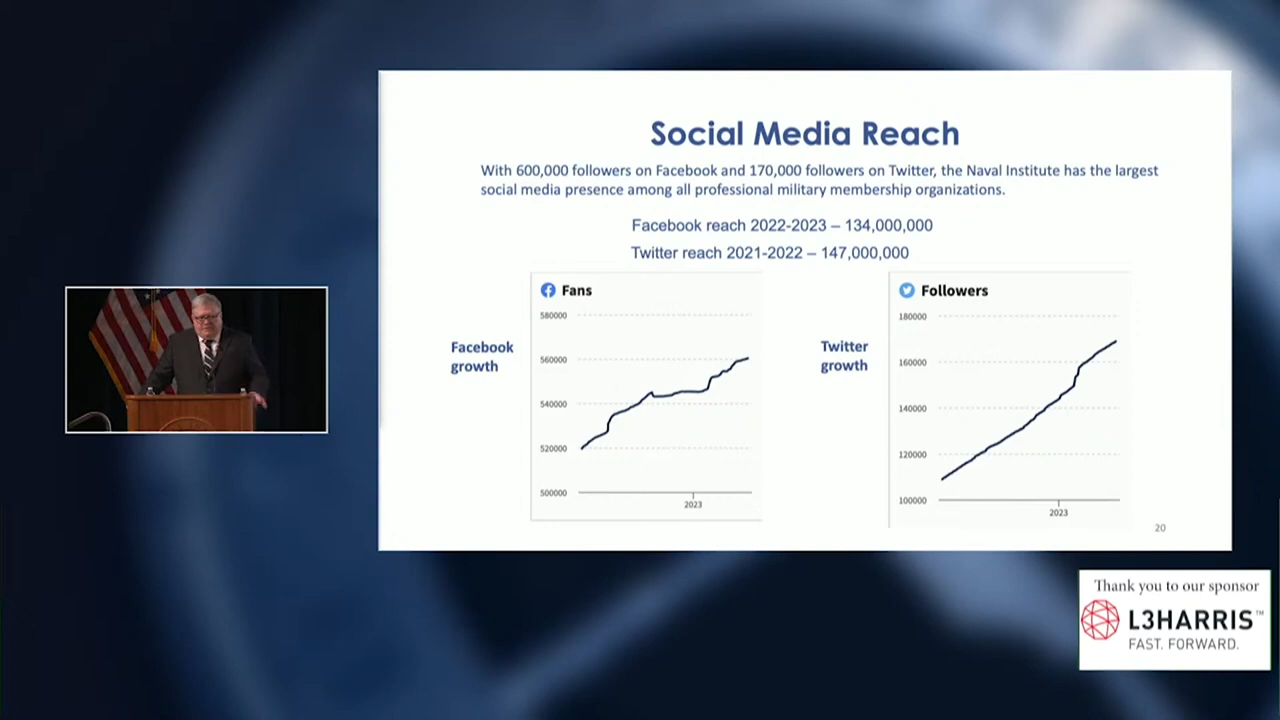 Social Media Reach
With 600,000 followers on Facebook and 170,000 followers on Twitter, the Naval Institute has the largest
social media presence among all professional military membership organizations.
Facebook reach 2022-2023 – 134,000,000
Twitter reach 2021-2022 – 147,000,000
Facebook
growth
Fans
580000
560000
540000
520000
500000
2023
Twitter
growth
Followers
180000
160000
140000
120000
100000
2023
20
Thank you to our sponsor
L3HARRIS™
FAST. FORWARD.